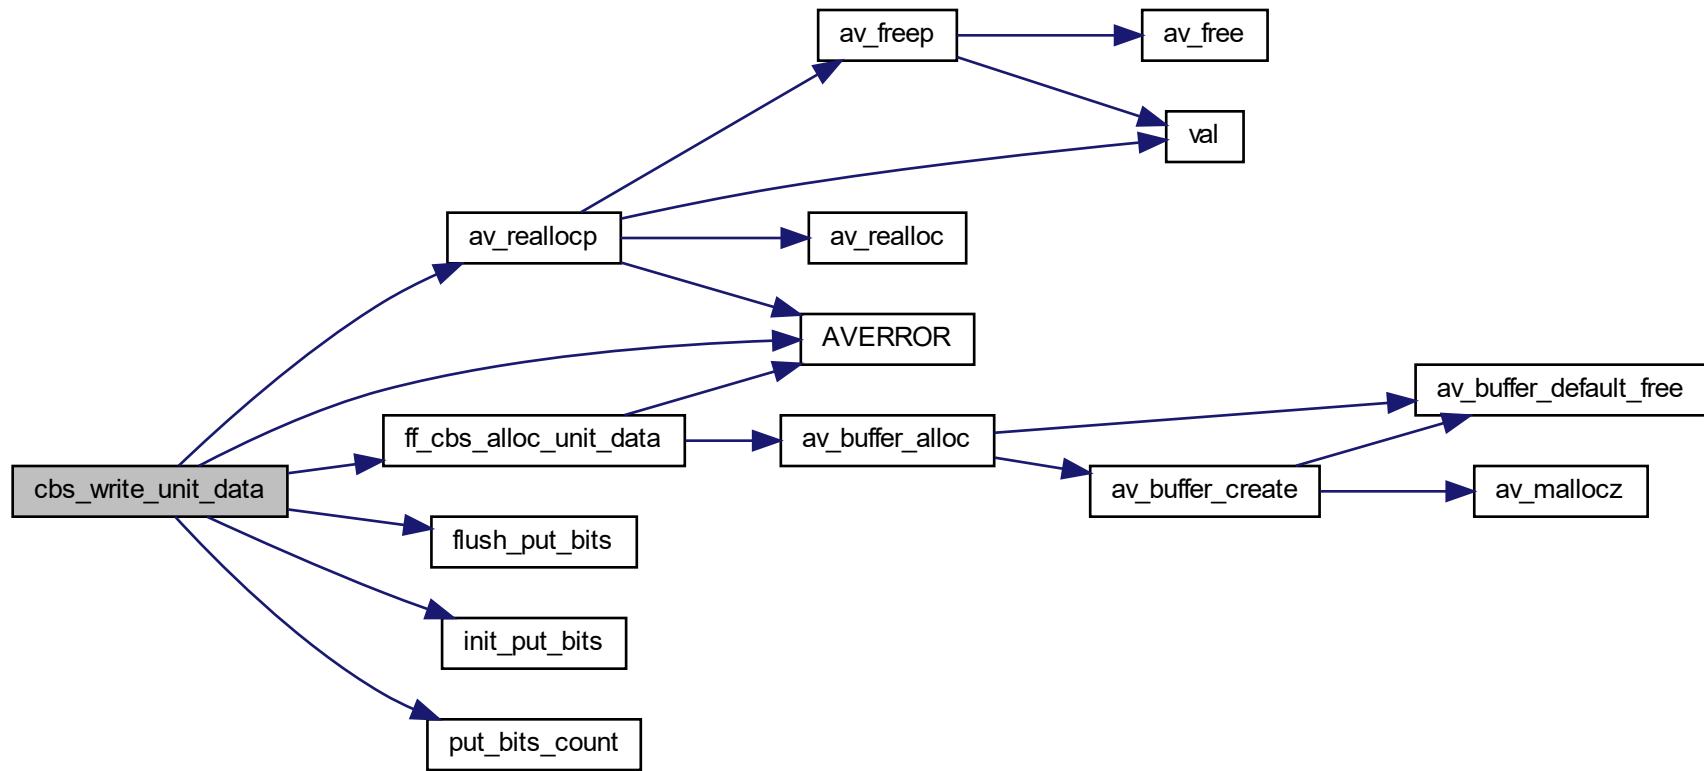 av_freep
av_free
val
av_reallocp
av_realloc
AVERROR
av_buffer_default_free
ff_cbs_alloc_unit_data
av_buffer_alloc
cbs_write_unit_data
av_buffer_create
av_mallocz
flush_put_bits
init_put_bits
put_bits_count